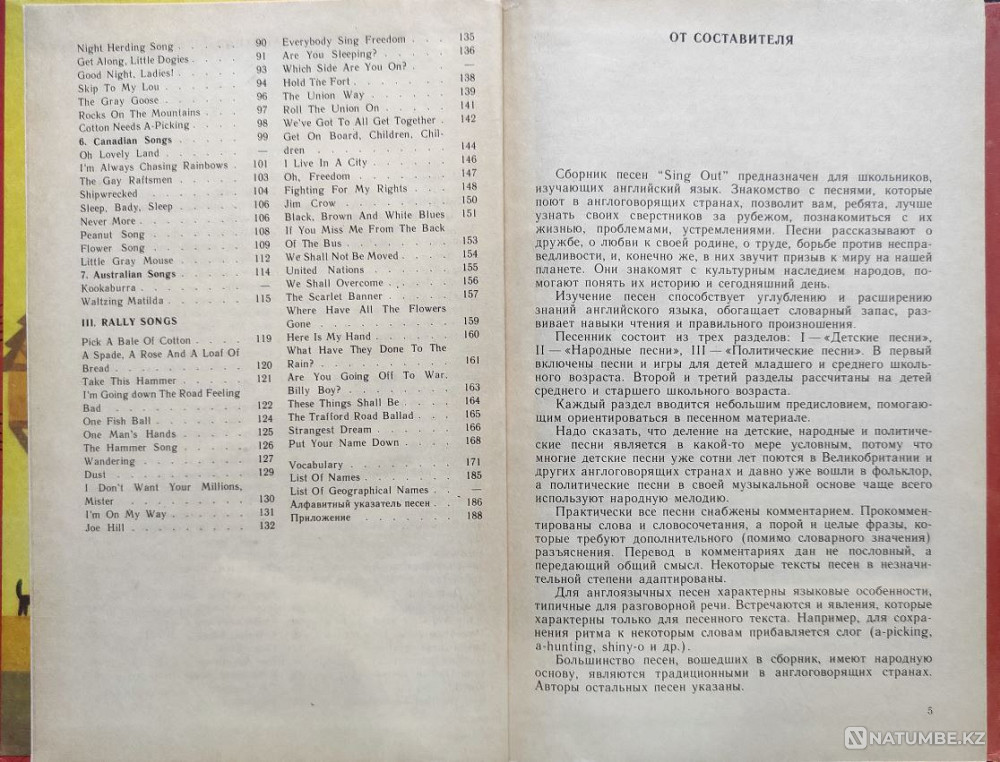 Night Herding Song . . . . . 90
Get Along, Little Dogies . . . . 91
Good Night, Ladies! . . . . . 93
Skip To My Lou . . . . . . 94
The Gray Goose . . . . . . 96
Rocks On The Mountains . . . 97
Cotton Needs A-Picking . . . . 98
6. Canadian Songs . . . . . 99
Oh Lovely Land . . . . . . —
I'm Always Chasing Rainbows . 101
The Gay Raftsmen . . . . . 103
Shipwrecked . . . . . . . 104
Sleep, Bady, Sleep . . . . . 106
Never More . . . . . . . 106
Peanut Song . . . . . . . 108
Flower Song . . . . . . . 109
Little Gray Mouse . . . . . 112
7. Australian Songs . . . . . 114
Kookaburra . . . . . . . —
Waltzing Matilda . . . . . . 115
III. RALLY SONGS
Pick A Bale Of Cotton . . . . 119
A Spade, A Rose And A Loaf Of
Bread . . . . . . . . . 120
Take This Hammer . . . . . 121
I'm Going down The Road Feeling
Bad . . . . . . . . . . 122
One Fish Ball . . . . . . . 124
One Man's Hands . . . . . . 125
The Hammer Song . . . . . 126
Wandering . . . . . . . . 127
Dust . . . . . . . . . . 129
I Don't Want Your Millions,
Mister . . . . . . . . . 130
I'm On My Way . . . . . . 131
Joe Hill . . . . . . . . . 132
Everybody Sing Freedom . . . 135
Are You Sleeping? . . . . . 136
Which Side Are You On? . . . —
Hold The Fort . . . . . . . 138
The Union Way . . . . . . 139
Roll The Union On . . . . . 141
We've Got To All Get Together . 142
Get On Board, Children, Chil-
dren . . . . . . . . . . 144
I Live In A City . . . . . . 146
Oh, Freedom . . . . . . . 147
Fighting For My Rights . . . 148
Jim Crow . . . . . . . . 150
Black, Brown And White Blues 151
If You Miss Me From The Back
Of The Bus . . . . . . . 153
We Shall Not Be Moved . . . 154
United Nations . . . . . . 155
We Shall Overcome . . . . . 156
The Scarlet Banner . . . . . 157
Where Have All The Flowers
Gone . . . . . . . . . 159
Here Is My Hand . . . . . . 160
What Have They Done To The
Rain? . . . . . . . . . 161
Are You Going Off To War,
Billy Boy? . . . . . . . . 163
These Things Shall Be . . . . 164
The Trafford Road Ballad . . . 165
Strangest Dream . . . . . . 166
Put Your Name Down . . . . 168
Vocabulary . . . . . . . . 171
List Of Names . . . . . . . 185
List Of Geographical Names . . —
Алфавитный указатель песен . . 186
Приложение . . . . . . . 188
ОТ СОСТАВИТЕЛЯ
Сборник песен “Sing Out” предназначен для школьников,
изучающих английский язык. Знакомство с песнями, которые
поют в англоговорящих странах, позволит вам, ребята, лучше
узнать своих сверстников за рубежом, познакомиться с их
жизнью, проблемами, устремлениями. Песни рассказывают о
дружбе, о любви к своей родине, о труде, борьбе против неспра-
ведливости, и, конечно же, в них звучит призыв к миру на нашей
планете. Они знакомят с культурным наследием народов, по-
могают понять их историю и сегодняшний день.
Изучение песен способствует углублению и расширению
знаний английского языка, обогащает словарный запас, раз-
вивает навыки чтения и правильного произношения.
Песенник состоит из трех разделов: I — «Детские песни»,
II — «Народные песни», III — «Политические песни». В первый
включены песни и игры для детей младшего и среднего школь-
ного возраста. Второй и третий разделы рассчитаны на детей
среднего и старшего школьного возраста.
Каждый раздел вводится небольшим предисловием, помогаю-
щим ориентироваться в песенном материале.
Надо сказать, что деление на детские, народные и политиче-
ские песни является в какой-то мере условным, потому что
многие детские песни уже сотни лет поются в Великобритании и
других англоговорящих странах и давно уже вошли в фольклор,
а политические песни в своей музыкальной основе чаще всего
используют народную мелодию.
Практически все песни снабжены комментарием. Прокоммен-
тированы слова и словосочетания, а порой и целые фразы, ко-
торые требуют дополнительного (помимо словарного значения)
разъяснения. Перевод в комментариях дан не пословный, а
передающий общий смысл. Некоторые тексты песен в незначи-
тельной степени адаптированы.
Для англоязычных песен характерны языковые особенности,
типичные для разговорной речи. Встречаются и явления, которые
характерны только для песенного текста. Например, для сохра-
нения ритма к некоторым словам прибавляется слог (a-picking,
a-hunting, shiny-o и др.).
Большинство песен, вошедших в сборник, имеют народную
основу, являются традиционными в англоговорящих странах.
Авторы остальных песен указаны.
5
NATUMBE.KZ